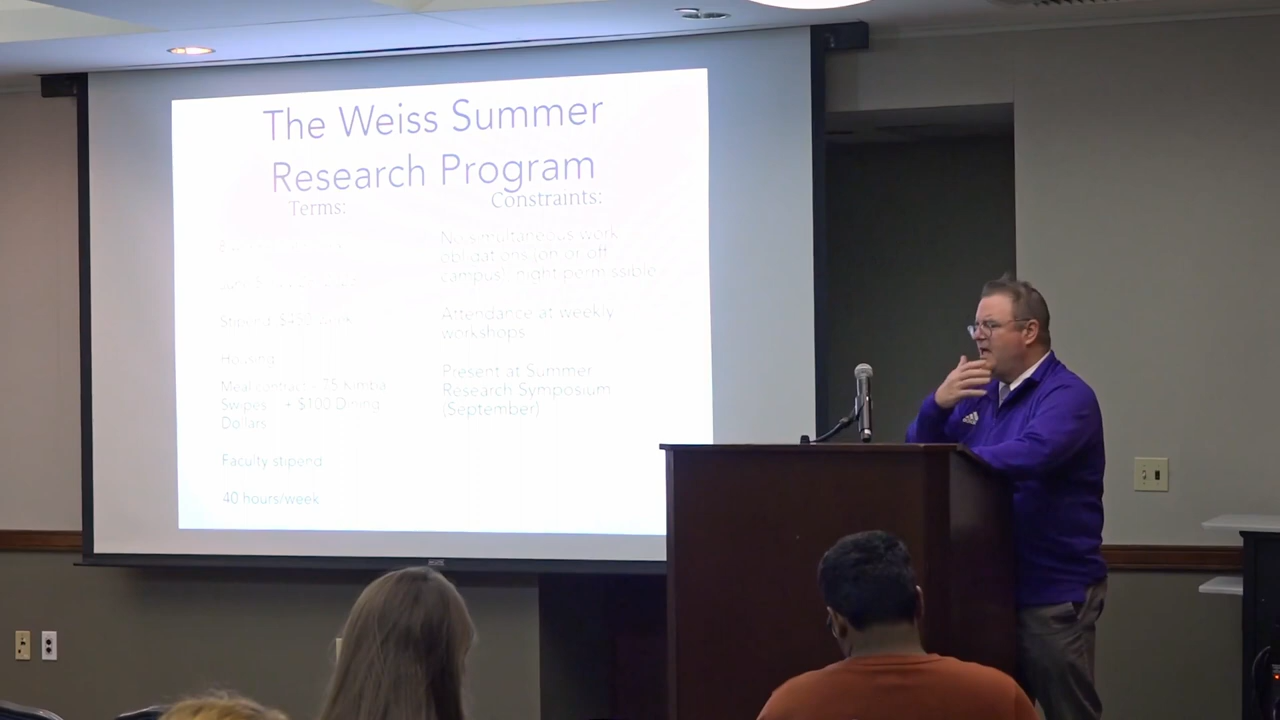 The Weiss Summer
Research Program
Terms:
Stipend: $450
Housing
Meal contract - 75 Kimba
Swipes + $100 Dining
Dollars
Faculty stipend
40 hours/week
Constraints:
No simultaneous work
obligations (on or off
campus) night permissible
Attendance at weekly
workshops
Present at Summer
Research Symposium
(September)